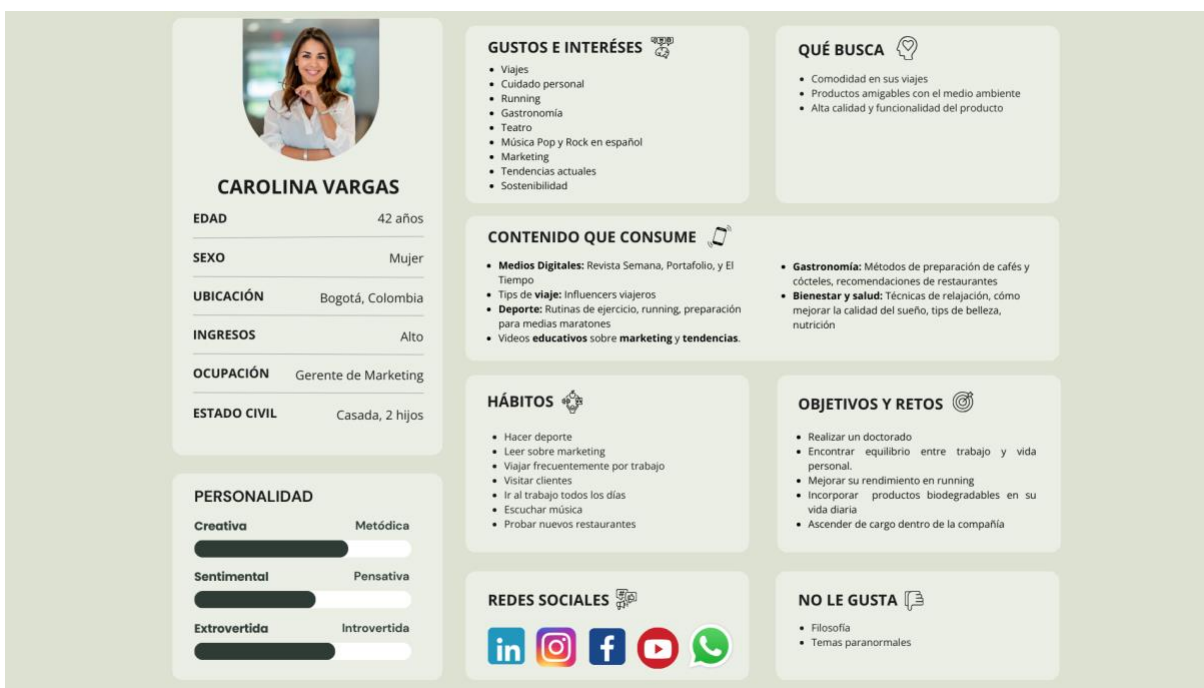 CAROLINA VARGAS
EDAD 42 años
SEXO Mujer
UBICACIÓN Bogotá, Colombia
INGRESOS Alto
OCUPACIÓN Gerente de Marketing
ESTADO CIVIL Casada, 2 hijos
PERSONALIDAD
Creativa Metódica
Sentimental Pensativa
Extrovertida Introvertida
GUSTOS E INTERÉSES
• Viajes
• Cuidado personal
• Running
• Gastronomía
• Teatro
• Música Pop y Rock en español
• Marketing
• Tendencias actuales
• Sostenibilidad
QUÉ BUSCA
• Comodidad en sus viajes
• Productos amigables con el medio ambiente
• Alta calidad y funcionalidad del producto
CONTENIDO QUE CONSUME
• Medios Digitales: Revista Semana, Portafolio, y El
Tiempo
• Tips de viaje: Influencers viajeros
• Deporte: Rutinas de ejercicio, running, preparación
para medias maratones
• Videos educativos sobre marketing y tendencias.
• Gastronomía: Métodos de preparación de cafés y
cócteles, recomendaciones de restaurantes
• Bienestar y salud: Técnicas de relajación, cómo
mejorar la calidad del sueño, tips de belleza,
nutrición
HÁBITOS
• Hacer deporte
• Leer sobre marketing
• Viajar frecuentemente por trabajo
• Visitar clientes
• Ir al trabajo todos los días
• Escuchar música
• Probar nuevos restaurantes
OBJETIVOS Y RETOS
• Realizar un doctorado
• Encontrar equilibrio entre trabajo y vida
personal.
• Mejorar su rendimiento en running
• Incorporar productos biodegradables en su
vida diaria
• Ascender de cargo dentro de la compañía
REDES SOCIALES
in
f
NO LE GUSTA
• Filosofía
• Temas paranormales